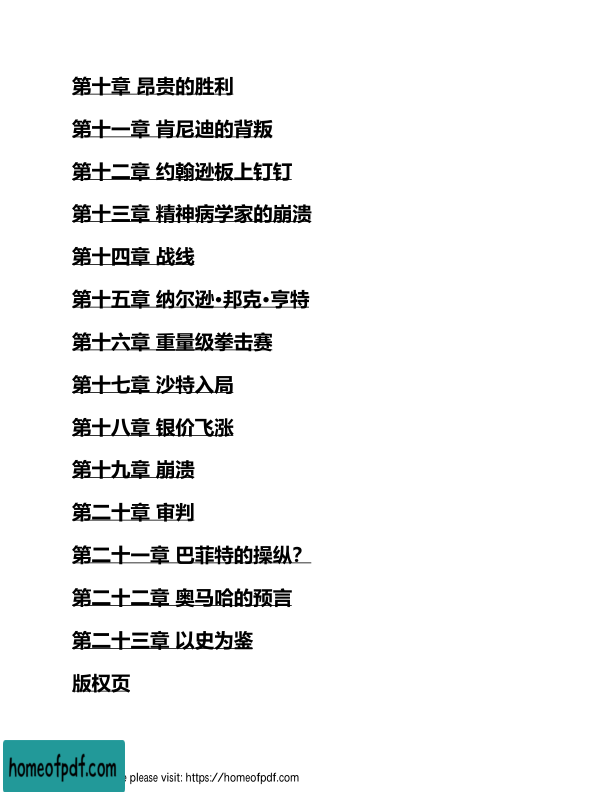 第十章 昂贵的胜利
第十一章 肯尼迪的背叛
第十二章 约翰逊板上钉钉
第十三章 精神病学家的崩溃
第十四章 战线
第十五章 纳尔逊·邦克·亨特
第十六章 重量级拳击赛
第十七章 沙特入局
第十八章 银价飞涨
第十九章 崩溃
第二十章 审判
第二十一章 巴菲特的操纵？
第二十二章 奥马哈的预言
第二十三章 以史为鉴
版权页
homeofpdf.com
e please visit: https://homeofpdf.com